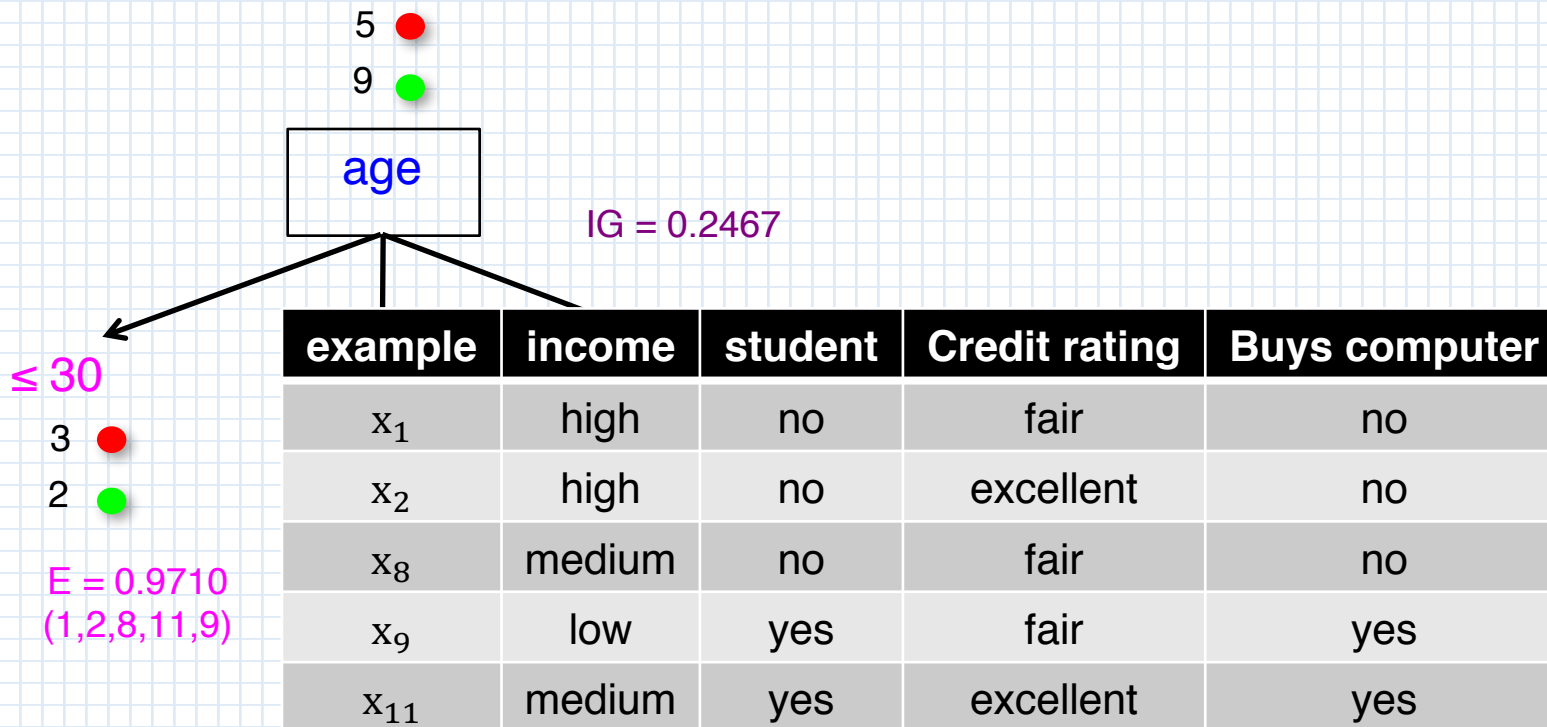 5
9
age
IG = 0.2467
≤ 30
3
2
E = 0.9710
(1,2,8,11,9)
example income student Credit rating Buys computer
x₁ high no fair no
x₂ high no excellent no
x₈ medium no fair no
x₉ low yes fair yes
x₁₁ medium yes excellent yes